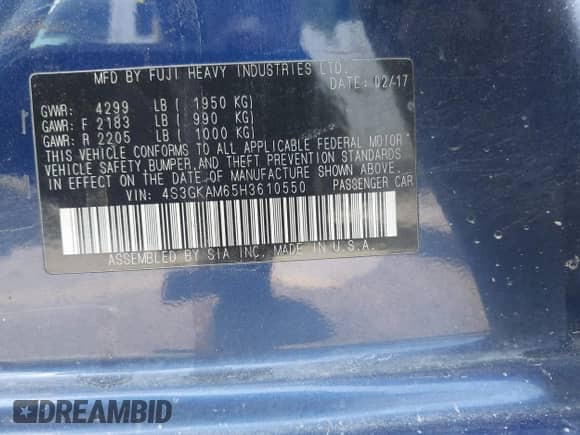 MFD BY FUJI HEAVY INDUSTRIES LTD.
DATE: 02/17
GVWR: 4299 LB ( 1950 KG)
GAWR: F 2183 LB ( 990 KG)
GAWR: R 2205 LB ( 1000 KG)
THIS VEHICLE CONFORMS TO ALL APPLICABLE FEDERAL MOTOR
VEHICLE SAFETY, BUMPER, AND THEFT PREVENTION STANDARDS
IN EFFECT ON THE DATE OF MANUFACTURE SHOWN ABOVE.
VIN: 4S3GKAM65H3610550 PASSENGER CAR
ASSEMBLED BY SIA INC. MADE IN U.S.A.
DREAMBID